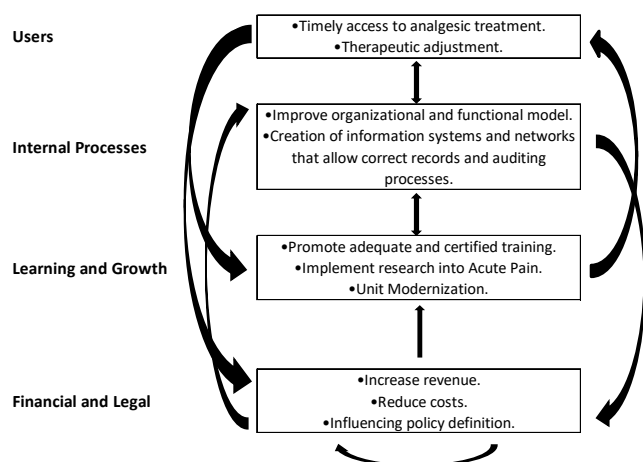 Users
•Timely access to analgesic treatment.
•Therapeutic adjustment.
Internal Processes
•Improve organizational and functional model.
•Creation of information systems and networks
that allow correct records and auditing
processes.
Learning and Growth
•Promote adequate and certified training.
•Implement research into Acute Pain.
•Unit Modernization.
Financial and Legal
•Increase revenue.
•Reduce costs.
•Influencing policy definition.